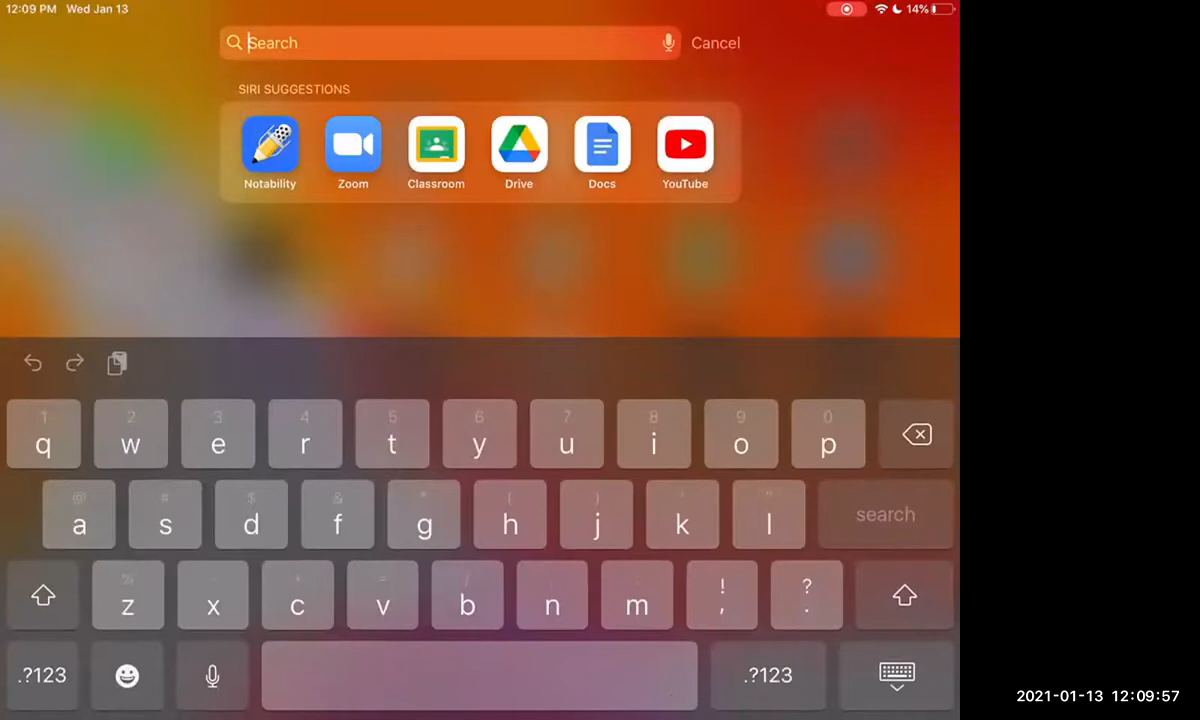 12:09 PM Wed Jan 13
14%
Search
Cancel
SIRI SUGGESTIONS
Notability Zoom Classroom Drive Docs YouTube
1 2 3 4 5 6 7 8 9 0
q w e r t y u i o p
@ # $ & * ( ) ' "
a s d f g h j k l search
% - + = / ; : ! ?
z x c v b n m , .
.?123 .?123
2021-01-13 12:09:57